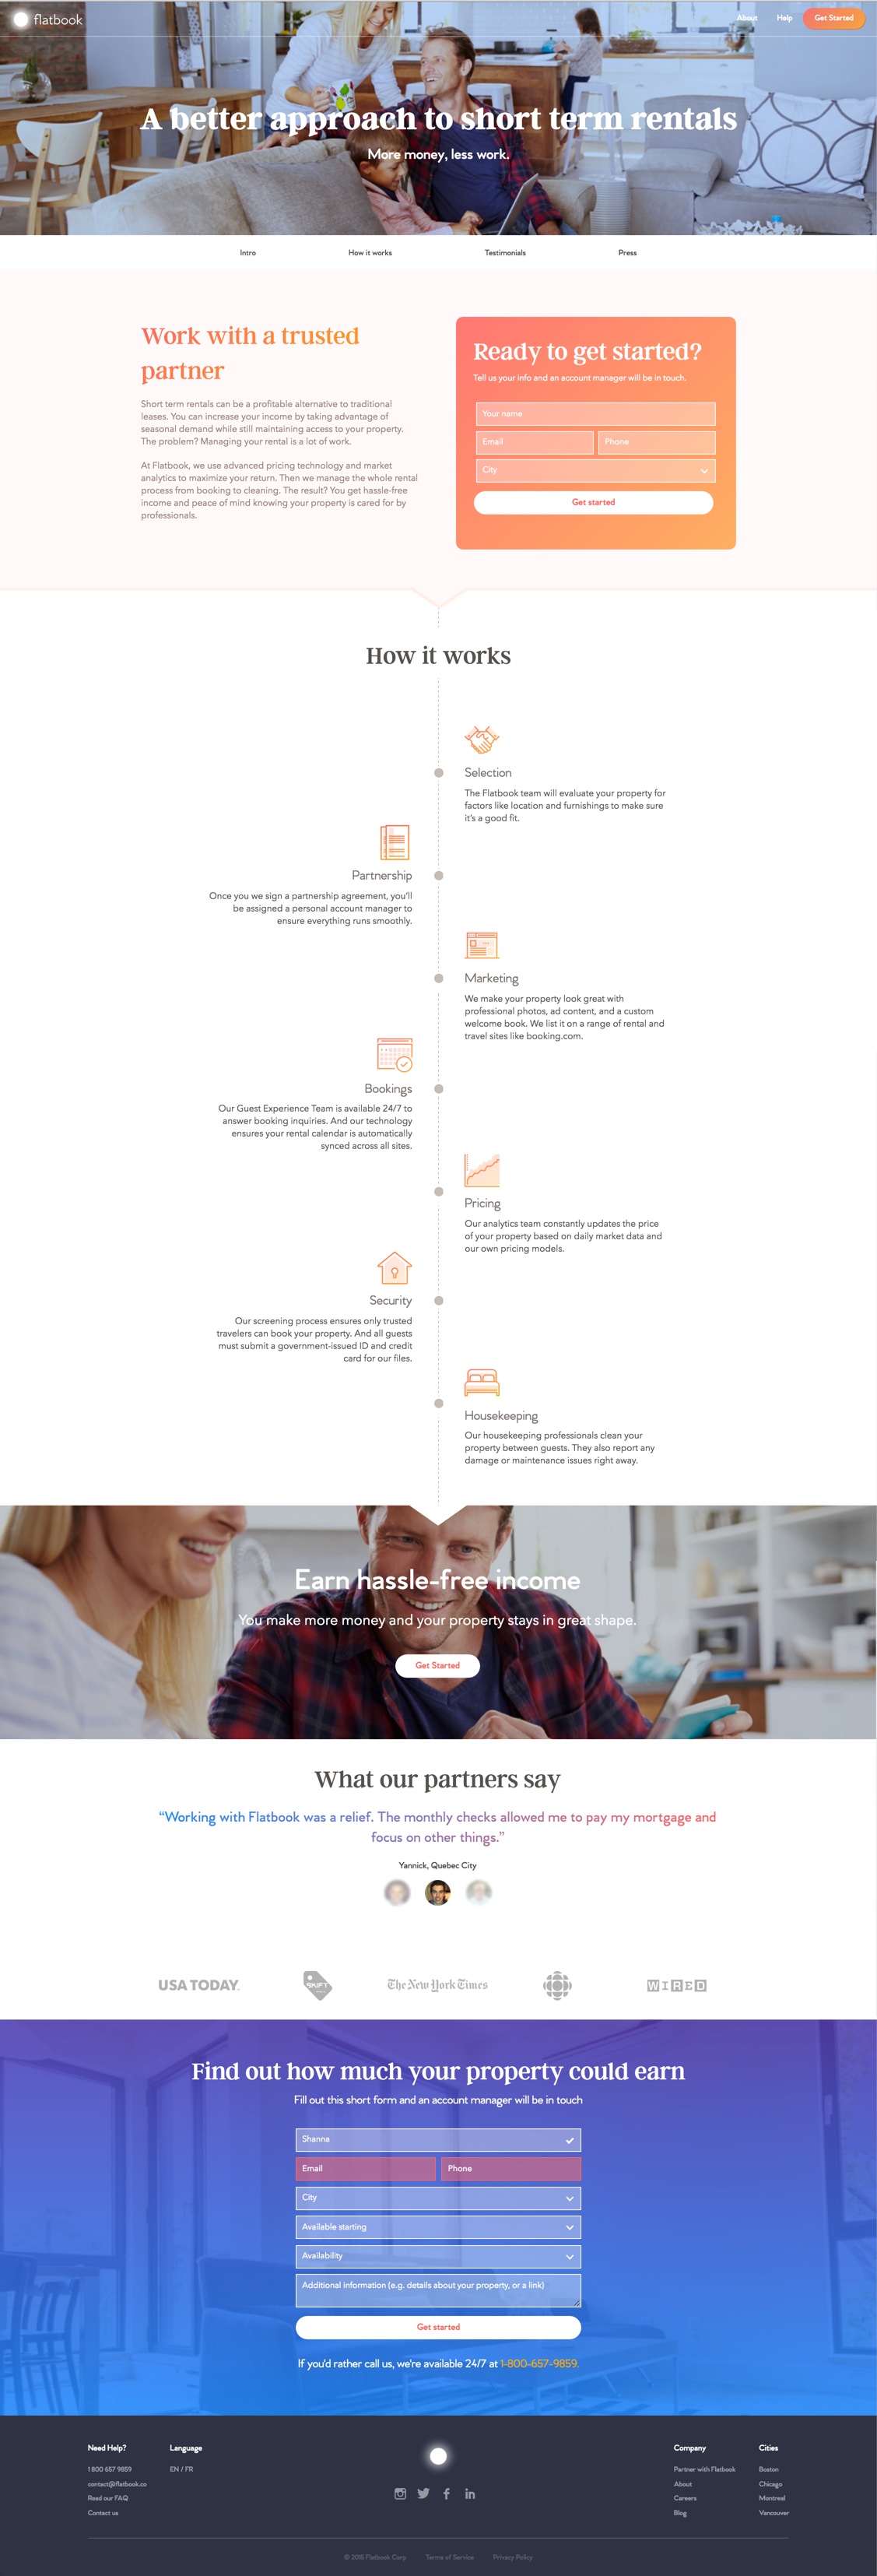 flatbook
About Help Get Started
A better approach to short term rentals
More money, less work.
Intro How it works Testimonials Press
Work with a trusted
partner
Short term rentals can be a profitable alternative to traditional
leases. You can increase your income by taking advantage of
seasonal demand while still maintaining access to your property.
The problem? Managing your rental is a lot of work.
At Flatbook, we use advanced pricing technology and market
analytics to maximize your return. Then we manage the whole rental
process from booking to cleaning. The result? You get hassle-free
income and peace of mind knowing your property is cared for by
professionals.
Ready to get started?
Tell us your info and an account manager will be in touch.
Your name
Email Phone
City
Get started
How it works
Selection
The Flatbook team will evaluate your property for
factors like location and furnishings to make sure
it's a good fit.
Partnership
Once you we sign a partnership agreement, you'll
be assigned a personal account manager to
ensure everything runs smoothly.
Marketing
We make your property look great with
professional photos, ad content, and a custom
welcome book. We list it on a range of rental and
travel sites like booking.com.
Bookings
Our Guest Experience Team is available 24/7 to
answer booking inquiries. And our technology
ensures your rental calendar is automatically
synced across all sites.
Pricing
Our analytics team constantly updates the price
of your property based on daily market data and
our own pricing models.
Security
Our screening process ensures only trusted
travelers can book your property. And all guests
must submit a government-issued ID and credit
card for our files.
Housekeeping
Our housekeeping professionals clean your
property between guests. They also report any
damage or maintenance issues right away.
Earn hassle-free income
You make more money and your property stays in great shape.
Get Started
What our partners say
“Working with Flatbook was a relief. The monthly checks allowed me to pay my mortgage and
focus on other things.”
Yannick, Quebec City
USA TODAY. SKIFT The New York Times WIRED
Find out how much your property could earn
Fill out this short form and an account manager will be in touch
Shanna
Email Phone
City
Available starting
Availability
Additional information (e.g. details about your property, or a link)
Get started
If you'd rather call us, we're available 24/7 at 1-800-657-9859.
Need Help?
1 800 657 9859
contact@flatbook.co
Read our FAQ
Contact us
Language
EN / FR
Company
Partner with Flatbook
About
Careers
Blog
Cities
Boston
Chicago
Montreal
Vancouver
© 2015 Flatbook Corp Terms of Service Privacy Policy